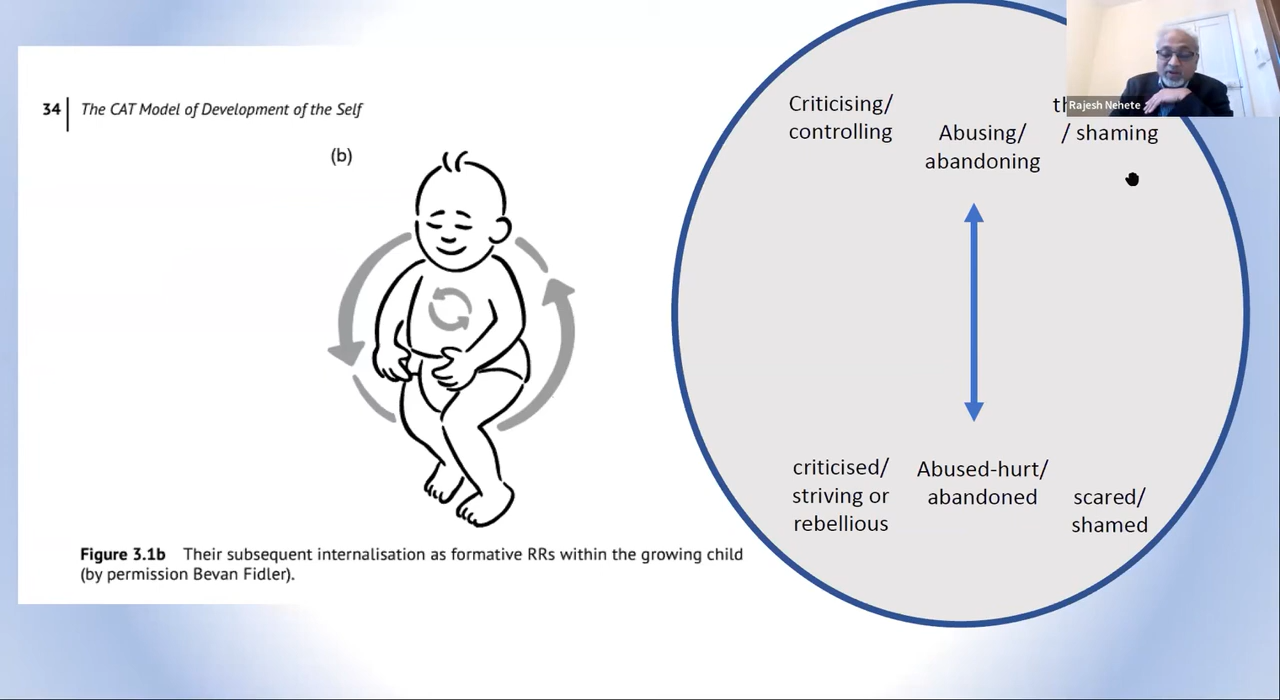 34 The CAT Model of Development of the Self
(b)
Figure 3.1b Their subsequent internalisation as formative RRs within the growing child
(by permission Bevan Fidler).
Criticising/
controlling
Abusing/
abandoning
/ shaming
criticised/
striving or
rebellious
Abused-hurt/
abandoned
scared/
shamed
Rajesh Nehete